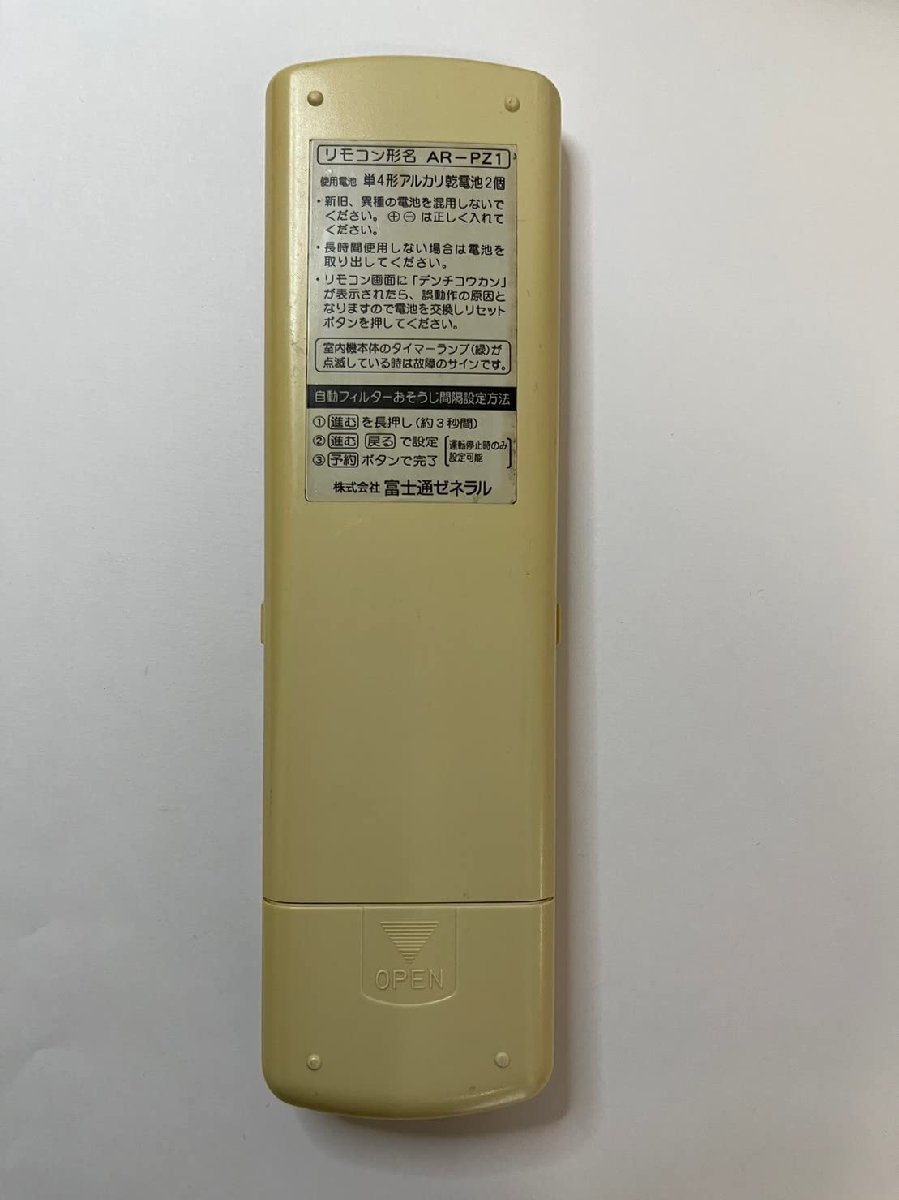 リモコン形名 AR-PZ1
使用電池 単4形アルカリ乾電池2個
・新旧、異種の電池を混用しないで
ください。⊕⊖は正しく入れて
ください。
・長時間使用しない場合は電池を
取り出してください。
・リモコン画面に「デンチコウカン」
が表示されたら、誤動作の原因と
なりますので電池を交換しリセット
ボタンを押してください。
室内機本体のタイマーランプ(緑)が
点滅している時は故障のサインです。
自動フィルターおそうじ間隔設定方法
①進むを長押し(約3秒間)
②進む 戻るで設定
③予約ボタンで完了
運転停止時のみ
設定可能
株式会社 富士通ゼネラル
OPEN